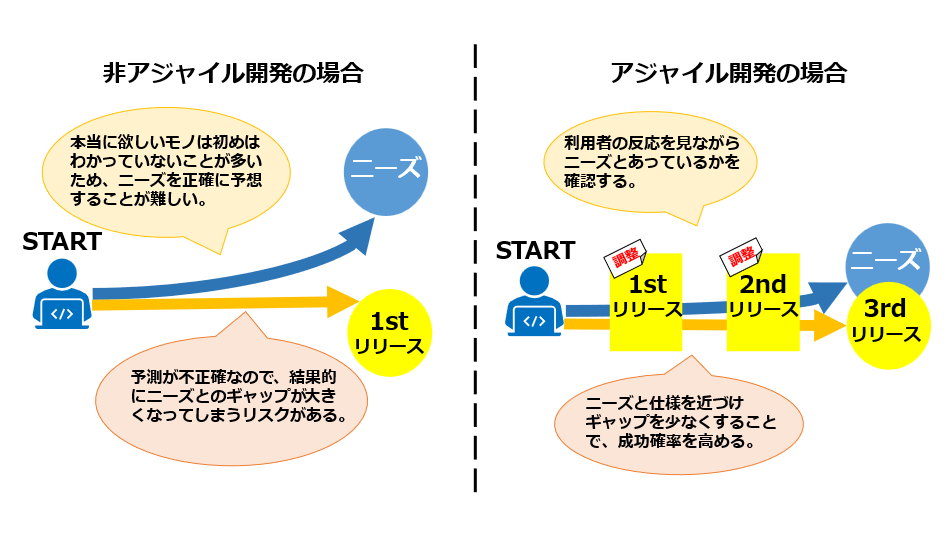 非アジャイル開発の場合
本当に欲しいモノは初めは
わかっていないことが多い
ため、ニーズを正確に予想
することが難しい。
ニーズ
START
1st
リリース
予測が不正確なので、結果的
にニーズとのギャップが大き
くなってしまうリスクがある。
アジャイル開発の場合
利用者の反応を見ながら
ニーズとあっているかを
確認する。
START
調整
1st
リリース
調整
2nd
リリース
ニーズ
3rd
リリース
ニーズと仕様を近づけ
ギャップを少なくすること
で、成功確率を高める。